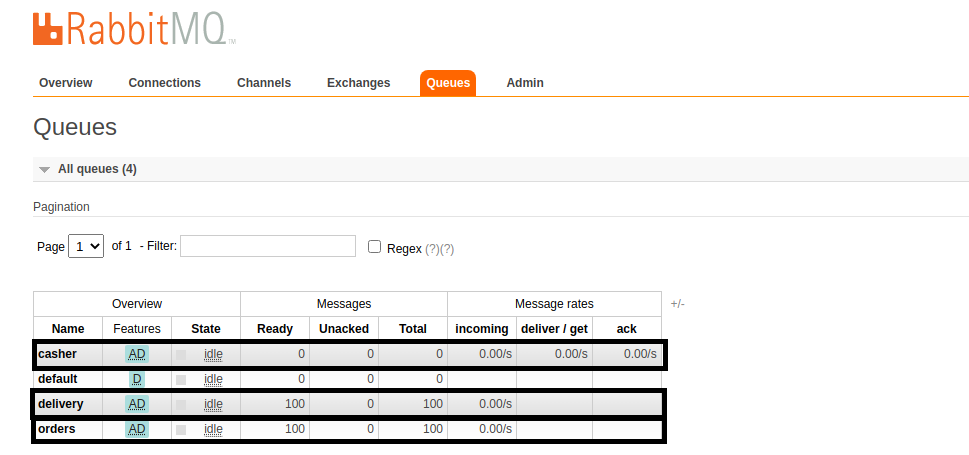 RabbitMQ™
Overview Connections Channels Exchanges Queues Admin
Queues
All queues (4)
Pagination
Page 1 of 1 - Filter: Regex (?)(?)
Overview Messages Message rates +/-
Name Features State Ready Unacked Total incoming deliver / get ack
casher AD idle 0 0 0 0.00/s 0.00/s 0.00/s
default D idle 0 0 0
delivery AD idle 100 0 100 0.00/s
orders AD idle 100 0 100 0.00/s